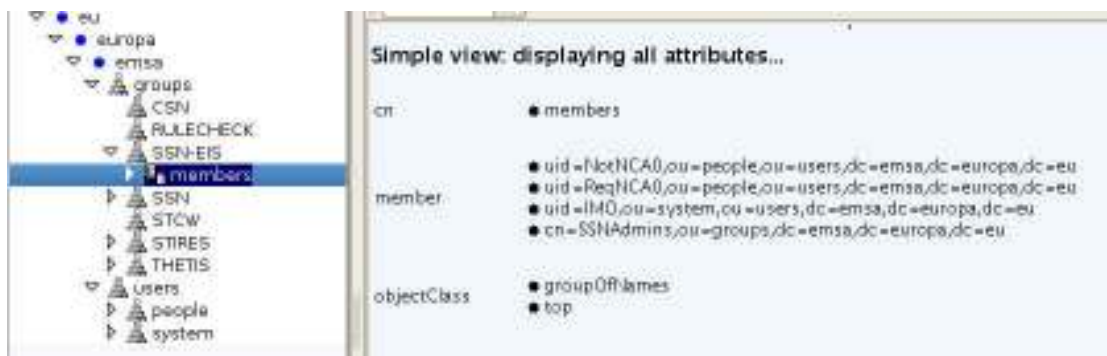 eu
europa
emsa
groups
CSN
RULECHECK
SSN-EIS
members
SSN
STCW
STIRES
THETIS
users
people
system
Simple view: displaying all attributes...
cn
members
member
uid=NotNCA0,ou=people,ou=users,dc=emsa,dc=europa,dc=eu
uid=ReqNCA0,ou=people,ou=users,dc=emsa,dc=europa,dc=eu
uid=IMO,ou=system,ou=users,dc=emsa,dc=europa,dc=eu
cn=SSNAdmins,ou=groups,dc=emsa,dc=europa,dc=eu
objectClass
groupOfNames
top